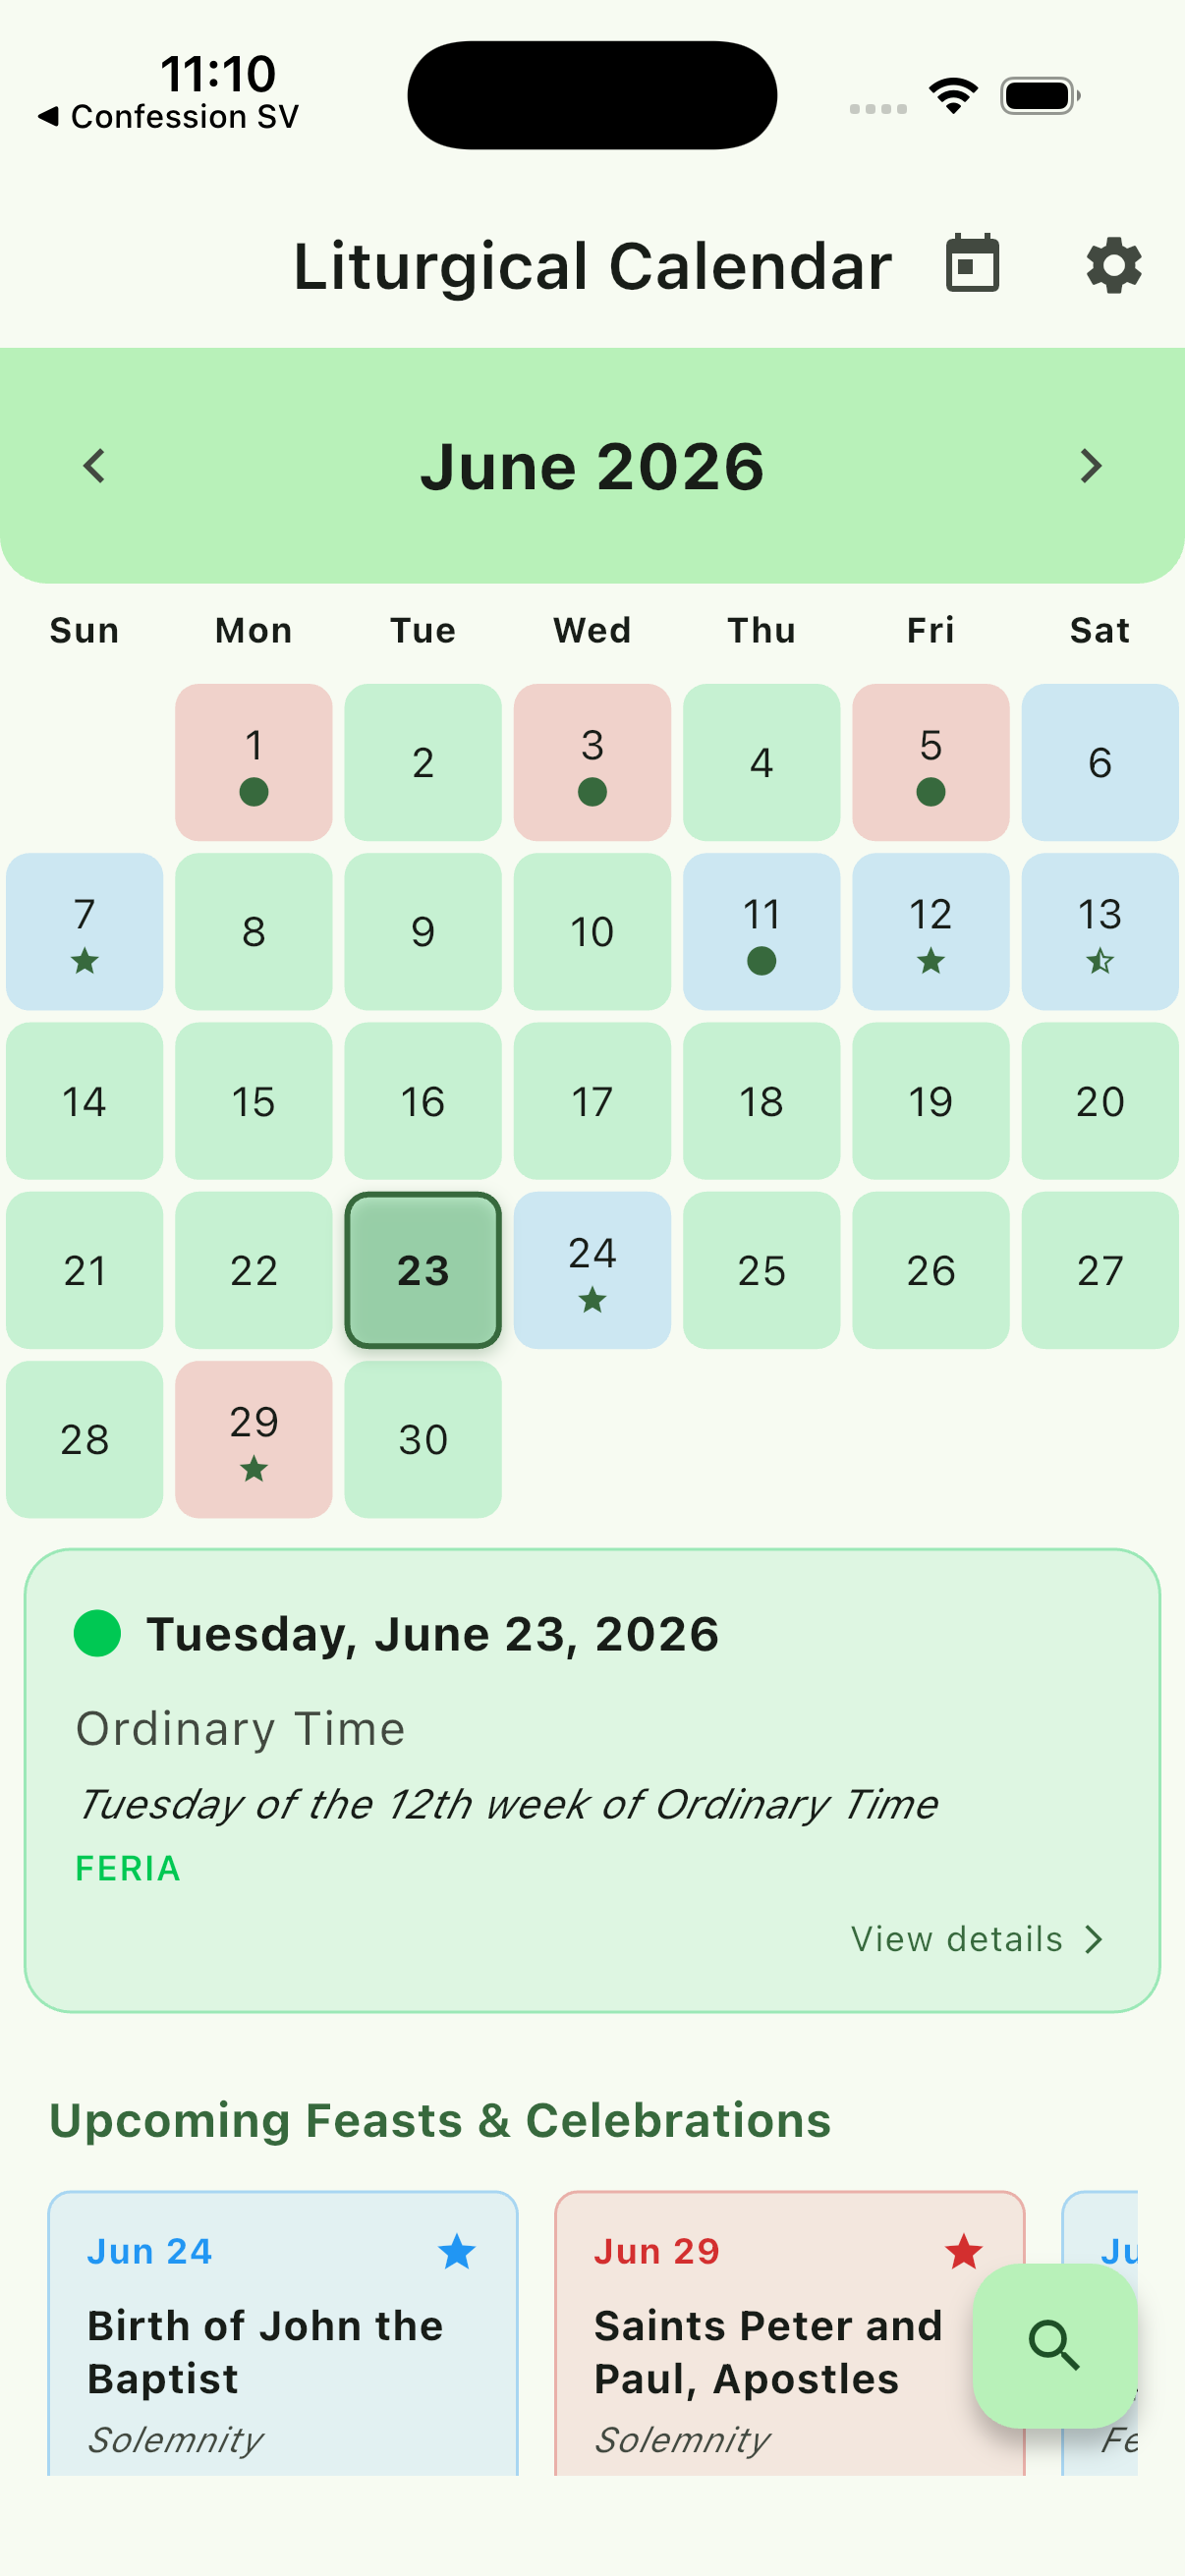 11:10
◀ Confession SV
Liturgical Calendar
June 2026
Sun Mon Tue Wed Thu Fri Sat
1 2 3 4 5 6
7 8 9 10 11 12 13
14 15 16 17 18 19 20
21 22 23 24 25 26 27
28 29 30
Tuesday, June 23, 2026
Ordinary Time
Tuesday of the 12th week of Ordinary Time
FERIA
View details
Upcoming Feasts & Celebrations
Jun 24
Birth of John the
Baptist
Solemnity
Jun 29
Saints Peter and
Paul, Apostles
Solemnity